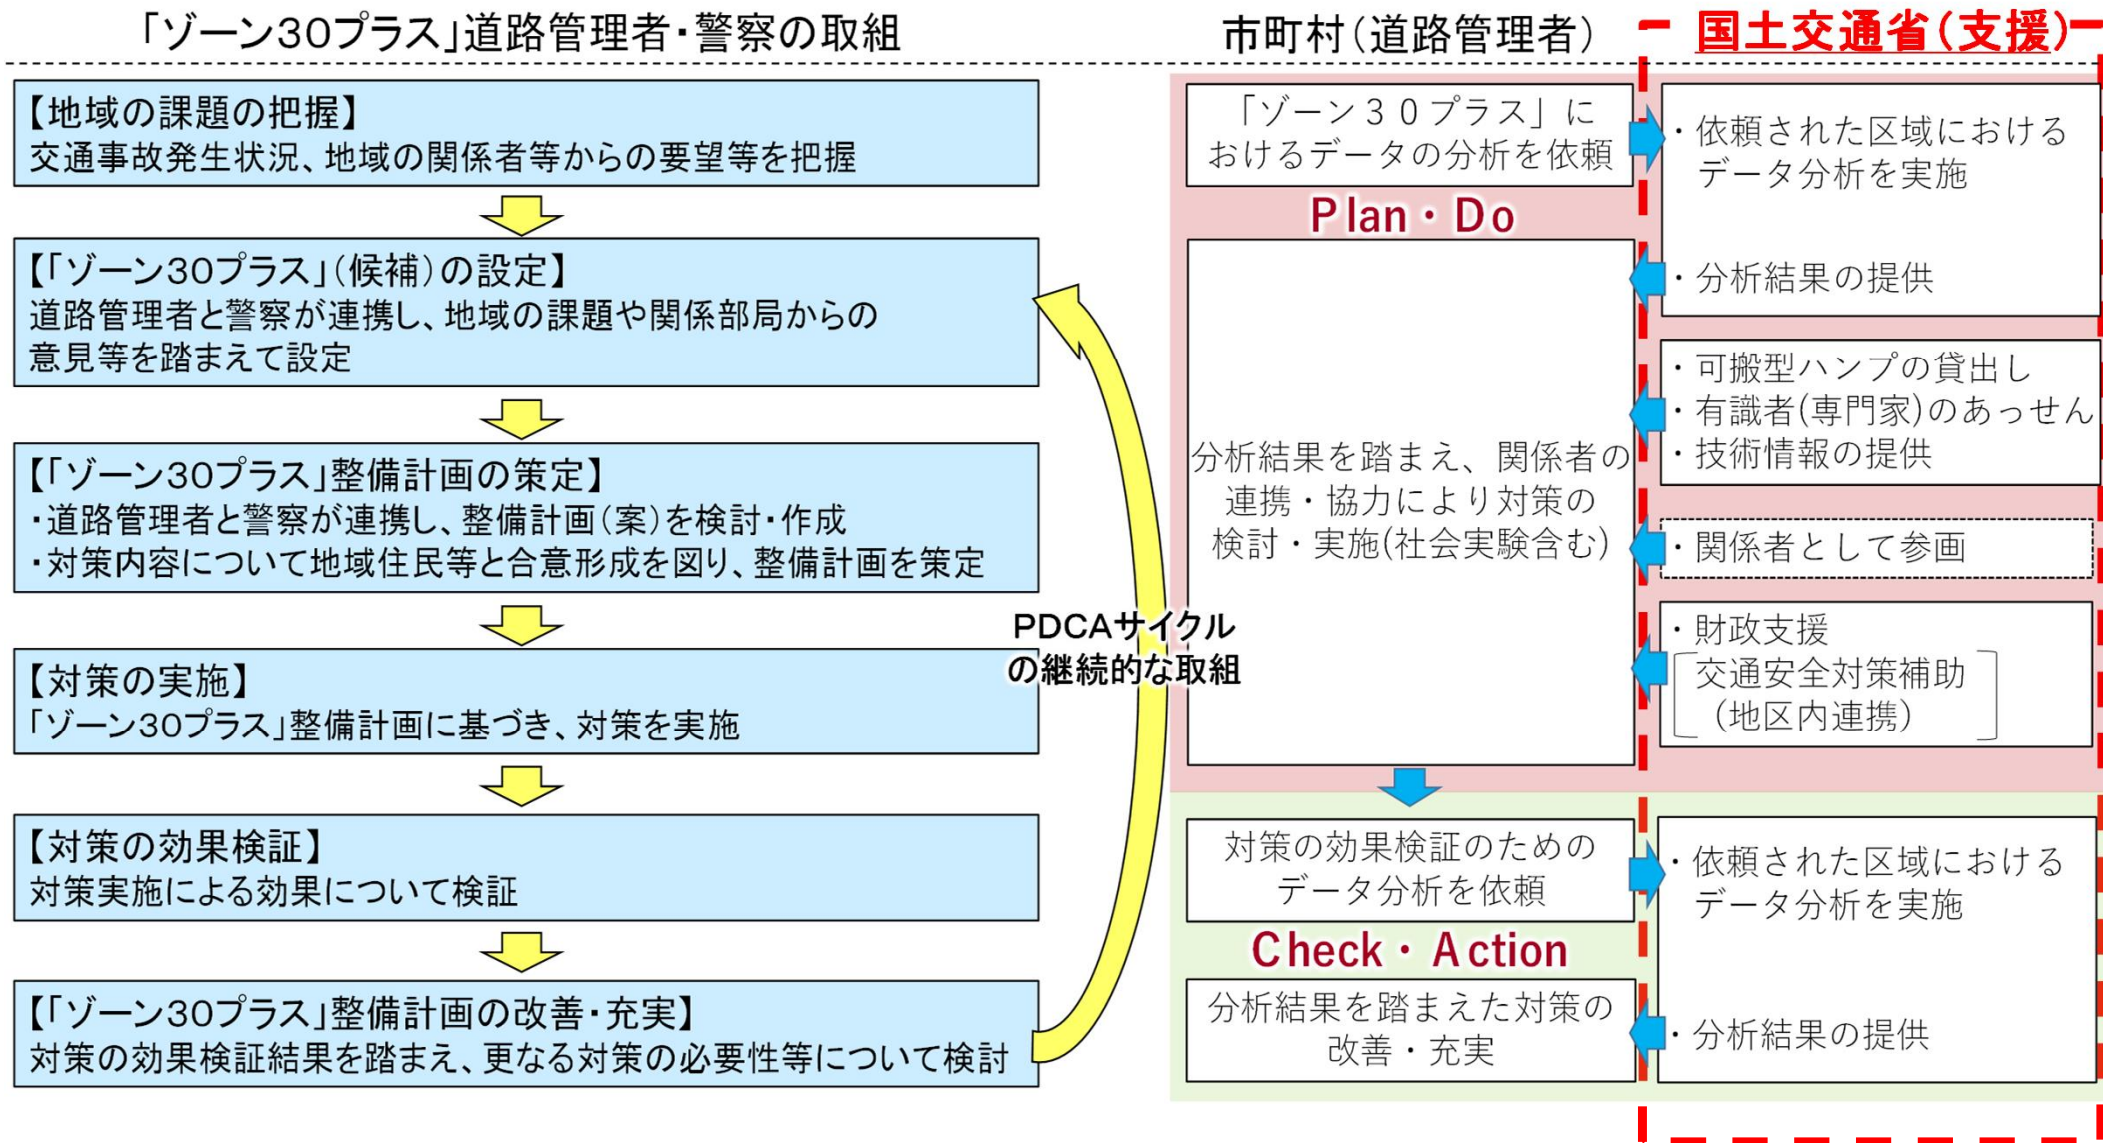 「ゾーン30プラス」道路管理者・警察の取組
市町村(道路管理者)
国土交通省(支援)
【地域の課題の把握】
交通事故発生状況、地域の関係者等からの要望等を把握
【「ゾーン30プラス」(候補)の設定】
道路管理者と警察が連携し、地域の課題や関係部局からの
意見等を踏まえて設定
【「ゾーン30プラス」整備計画の策定】
・道路管理者と警察が連携し、整備計画(案)を検討・作成
・対策内容について地域住民等と合意形成を図り、整備計画を策定
【対策の実施】
「ゾーン30プラス」整備計画に基づき、対策を実施
【対策の効果検証】
対策実施による効果について検証
【「ゾーン30プラス」整備計画の改善・充実】
対策の効果検証結果を踏まえ、更なる対策の必要性等について検討
PDCAサイクル
の継続的な取組
「ゾーン30プラス」に
おけるデータの分析を依頼
Plan・Do
分析結果を踏まえ、関係者の
連携・協力により対策の
検討・実施(社会実験含む)
対策の効果検証のための
データ分析を依頼
Check・Action
分析結果を踏まえた対策の
改善・充実
・依頼された区域における
データ分析を実施
・分析結果の提供
・可搬型ハンプの貸出し
・有識者(専門家)のあっせん
・技術情報の提供
・関係者として参画
・財政支援
交通安全対策補助
(地区内連携)
・依頼された区域における
データ分析を実施
・分析結果の提供